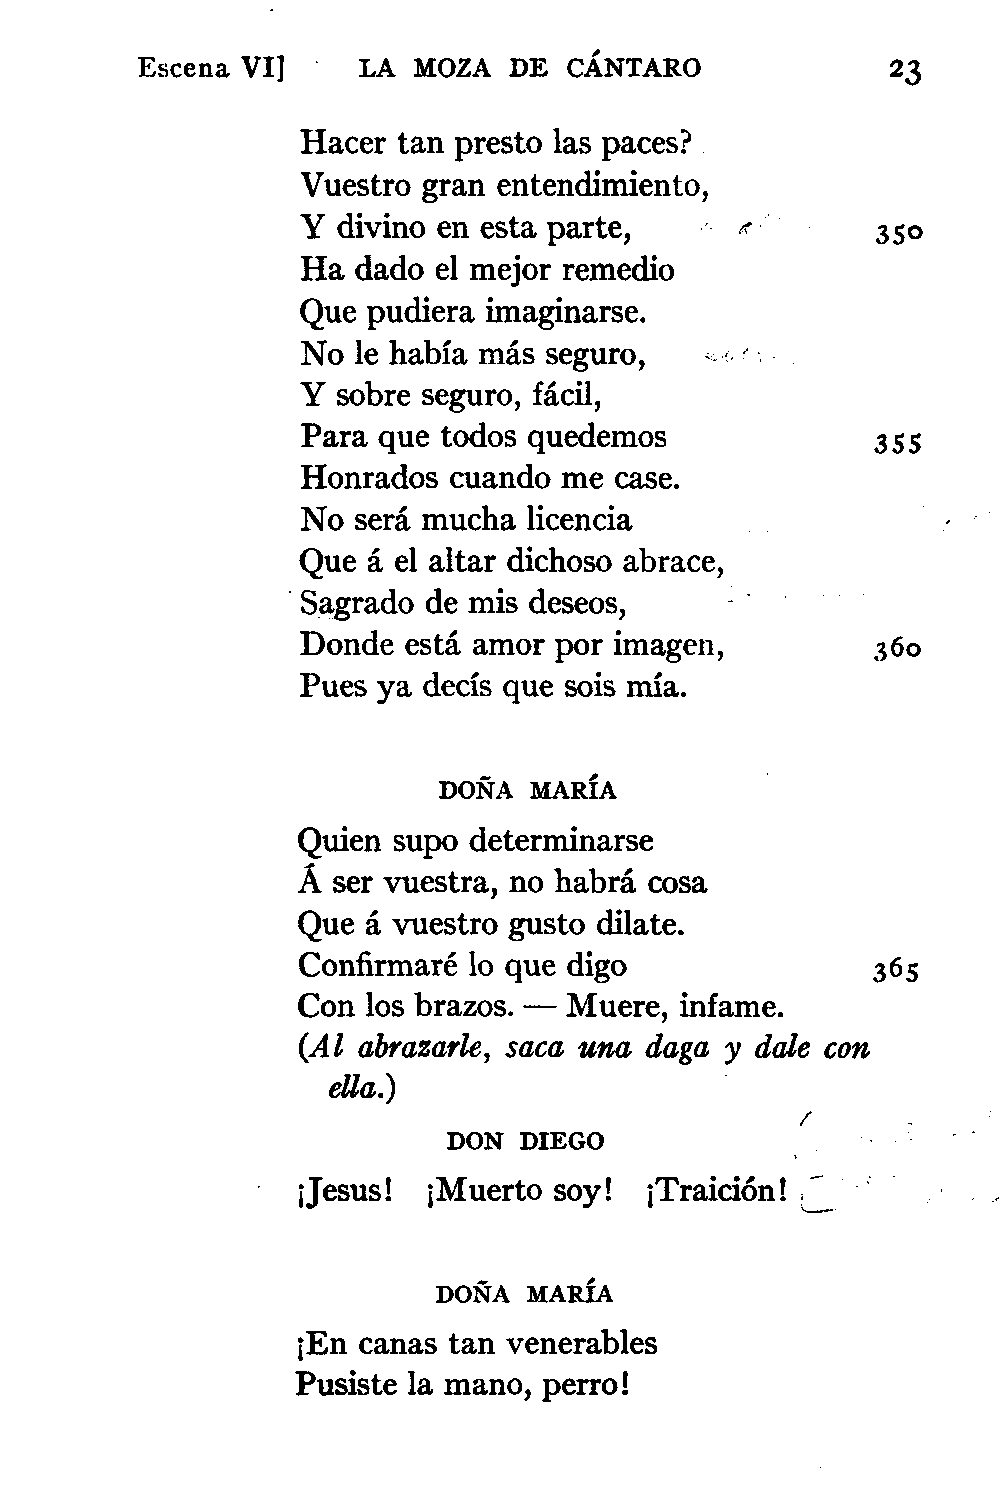 Escena VI] LA MOZA DE CÁNTARO 23
Hacer tan presto las paces?
Vuestro gran entendimiento,
Y divino en esta parte, 350
Ha dado el mejor remedio
Que pudiera imaginarse.
No le había más seguro,
Y sobre seguro, fácil,
Para que todos quedemos 355
Honrados cuando me case.
No será mucha licencia
Que á el altar dichoso abrace,
Sagrado de mis deseos,
Donde está amor por imagen, 360
Pues ya decís que sois mía.
DOÑA MARÍA
Quien supo determinarse
Á ser vuestra, no habrá cosa
Que á vuestro gusto dilate.
Confirmaré lo que digo 365
Con los brazos. — Muere, infame.
(Al abrazarle, saca una daga y dale con
ella.)
DON DIEGO
¡Jesus! ¡Muerto soy! ¡Traición!
DOÑA MARÍA
¡En canas tan venerables
Pusiste la mano, perro!